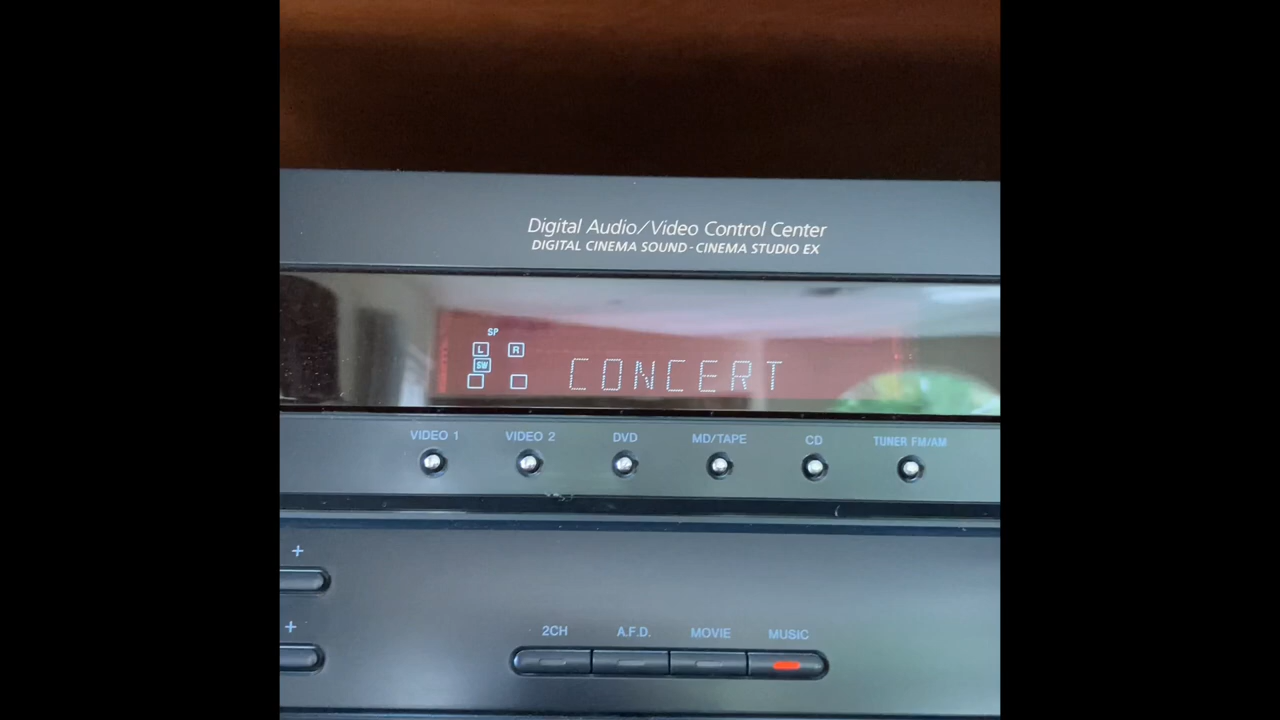 Digital Audio/Video Control Center
DIGITAL CINEMA SOUND-CINEMA STUDIO EX
SP
L R
SW
CONCERT
VIDEO 1 VIDEO 2 DVD MD/TAPE CD TUNER FM/AM
+
+
2CH A.F.D. MOVIE MUSIC